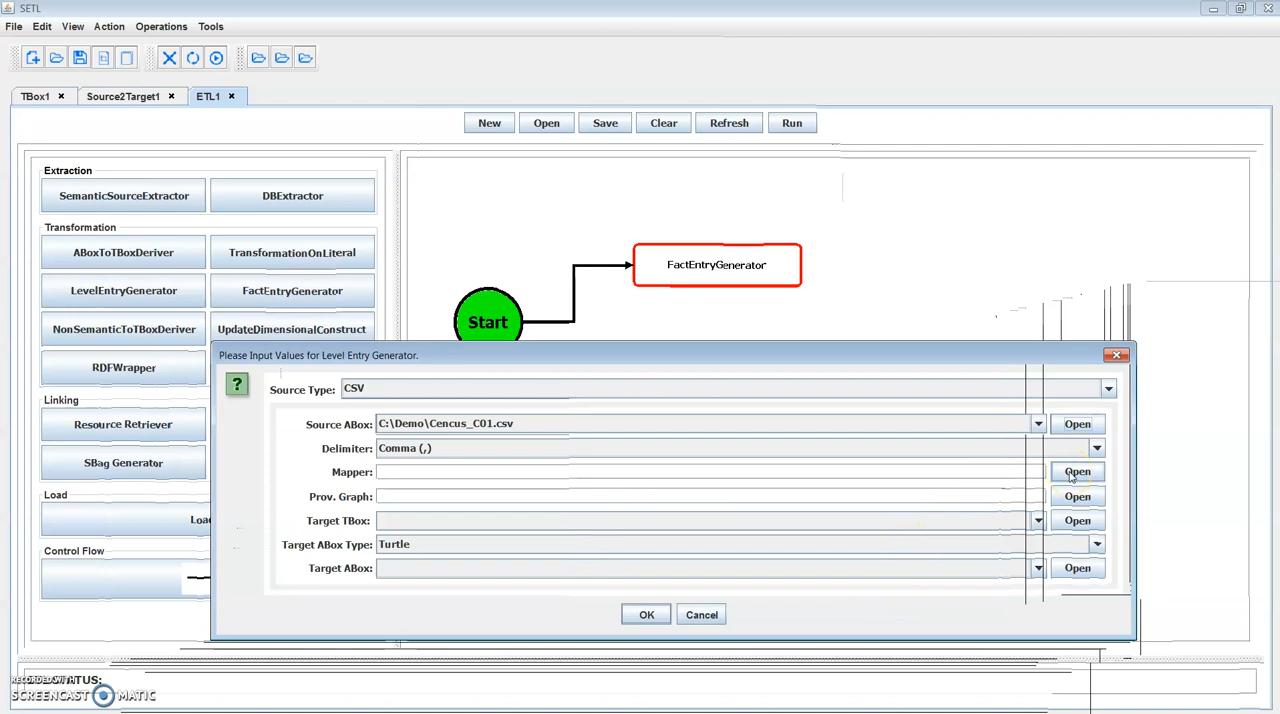 SETL
File Edit View Action Operations Tools
TBox1 Source2Target1 ETL1
New Open Save Clear Refresh Run
Extraction
SemanticSourceExtractor DBExtractor
Transformation
ABoxToTBoxDeriver TransformationOnLiteral
LevelEntryGenerator FactEntryGenerator
NonSemanticToTBoxDeriver UpdateDimensionalConstruct
RDFWrapper
Linking
Resource Retriever
SBag Generator
Load
Loa
Control Flow
FactEntryGenerator
Start
Please Input Values for Level Entry Generator.
?
Source Type: CSV
Source ABox: C:\Demo\Cencus_C01.csv Open
Delimiter: Comma (,)
Mapper: Open
Prov. Graph: Open
Target TBox: Open
Target ABox Type: Turtle
Target ABox: Open
OK Cancel
STATUS:
SCREENCAST MATIC